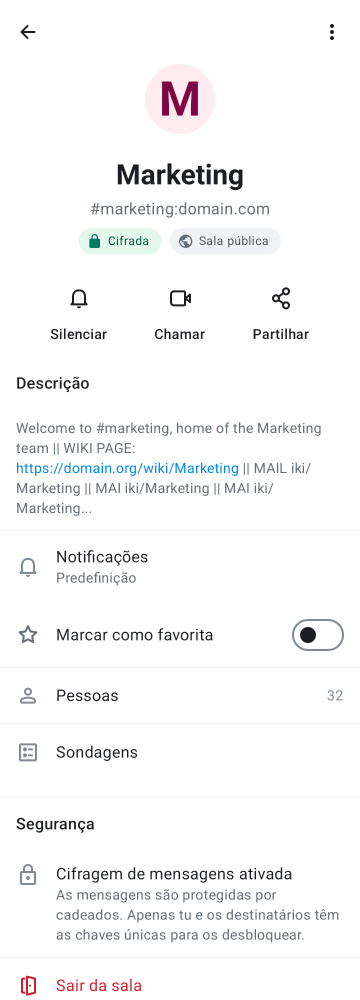 M
Marketing
#marketing:domain.com
Cifrada
Sala pública
Silenciar
Chamar
Partilhar
Descrição
Welcome to #marketing, home of the Marketing
team || WIKI PAGE:
https://domain.org/wiki/Marketing || MAIL iki/
Marketing || MAI iki/Marketing || MAI iki/
Marketing...
Notificações
Predefinição
Marcar como favorita
Pessoas 32
Sondagens
Segurança
Cifragem de mensagens ativada
As mensagens são protegidas por
cadeados. Apenas tu e os destinatários têm
as chaves únicas para os desbloquear.
Sair da sala